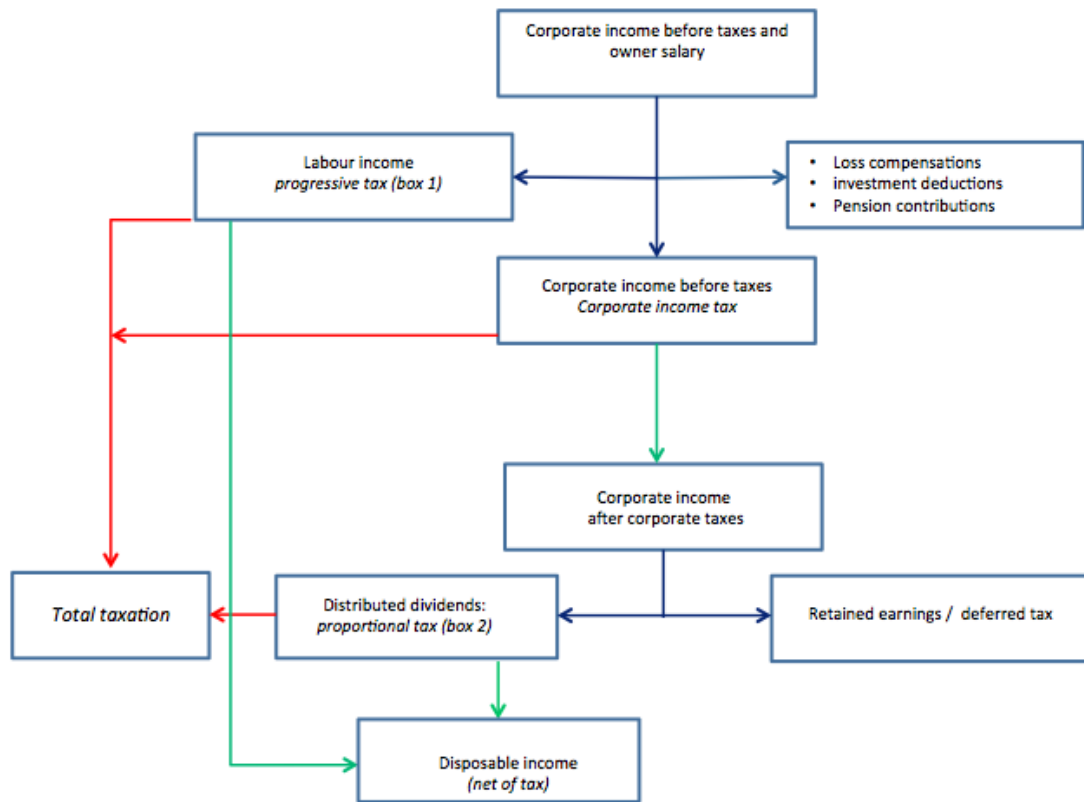 Corporate income before taxes and
owner salary
Labour income
progressive tax (box 1)
• Loss compensations
• investment deductions
• Pension contributions
Corporate income before taxes
Corporate income tax
Corporate income
after corporate taxes
Total taxation
Distributed dividends:
proportional tax (box 2)
Retained earnings / deferred tax
Disposable income
(net of tax)